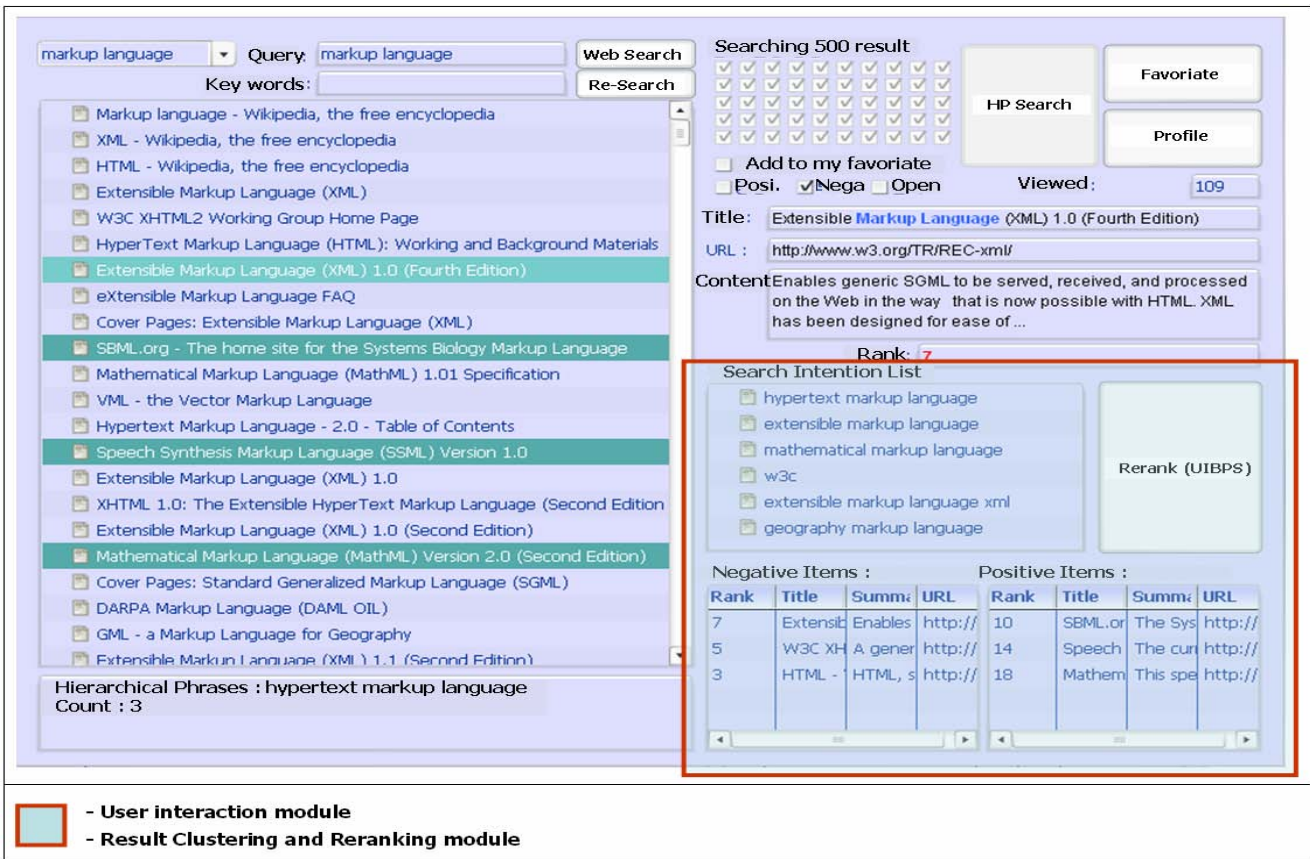 markup language Query: markup language Web Search
Key words: Re-Search
Markup language - Wikipedia, the free encyclopedia
XML - Wikipedia, the free encyclopedia
HTML - Wikipedia, the free encyclopedia
Extensible Markup Language (XML)
W3C XHTML2 Working Group Home Page
HyperText Markup Language (HTML): Working and Background Materials
Extensible Markup Language (XML) 1.0 (Fourth Edition)
eXtensible Markup Language FAQ
Cover Pages: Extensible Markup Language (XML)
SBML.org - The home site for the Systems Biology Markup Language
Mathematical Markup Language (MathML) 1.01 Specification
VML - the Vector Markup Language
Hypertext Markup Language - 2.0 - Table of Contents
Speech Synthesis Markup Language (SSML) Version 1.0
Extensible Markup Language (XML) 1.0
XHTML 1.0: The Extensible HyperText Markup Language (Second Edition
Extensible Markup Language (XML) 1.0 (Second Edition)
Mathematical Markup Language (MathML) Version 2.0 (Second Edition)
Cover Pages: Standard Generalized Markup Language (SGML)
DARPA Markup Language (DAML OIL)
GML - a Markup Language for Geography
Extensible Markup Language (XML) 1.1 (Second Edition)
Hierarchical Phrases : hypertext markup language
Count : 3
Searching 500 result
HP Search
Favoriate
Profile
Add to my favoriate
Posi. Nega Open Viewed: 109
Title: Extensible Markup Language (XML) 1.0 (Fourth Edition)
URL : http://www.w3.org/TR/REC-xml/
Content Enables generic SGML to be served, received, and processed
on the Web in the way that is now possible with HTML. XML
has been designed for ease of ...
Rank: 7
Search Intention List
hypertext markup language
extensible markup language
mathematical markup language
w3c
extensible markup language xml
geography markup language
Rerank (UIBPS)
Negative Items : Positive Items :
Rank Title Summa URL Rank Title Summa URL
7 Extensib Enables http:// 10 SBML.or The Sys http://
5 W3C XH A gener http:// 14 Speech The curr http://
3 HTML - HTML, s http:// 18 Mathem This spe http://
- User interaction module
- Result Clustering and Reranking module